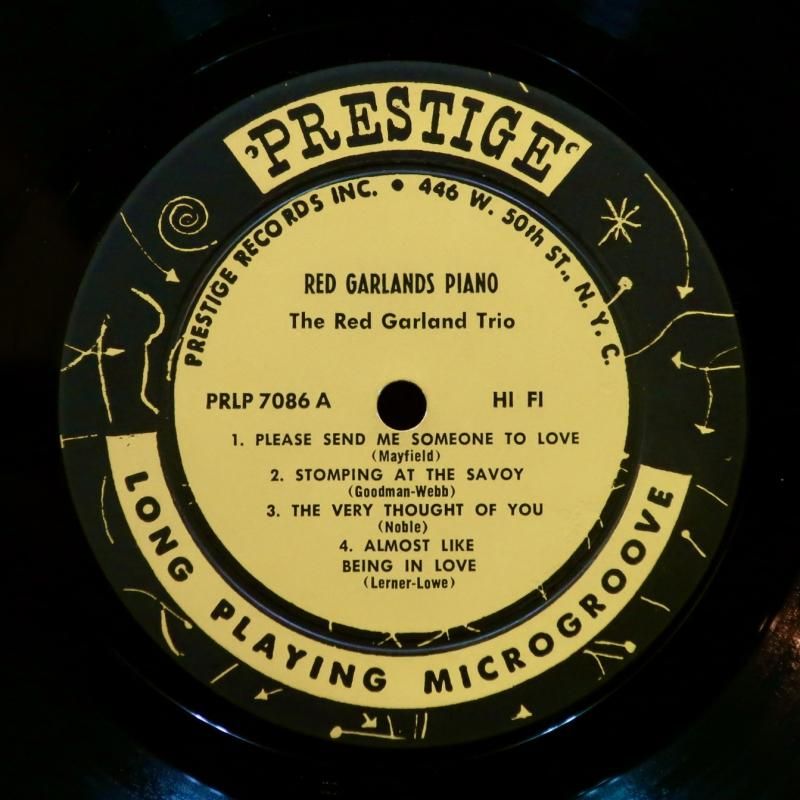 PRESTIGE
PRESTIGE RECORDS INC. • 446 W. 50th ST., N.Y.C.
RED GARLANDS PIANO
The Red Garland Trio
PRLP 7086 A HI FI
1. PLEASE SEND ME SOMEONE TO LOVE
(Mayfield)
2. STOMPING AT THE SAVOY
(Goodman-Webb)
3. THE VERY THOUGHT OF YOU
(Noble)
4. ALMOST LIKE
BEING IN LOVE
(Lerner-Lowe)
LONG PLAYING MICROGROOVE